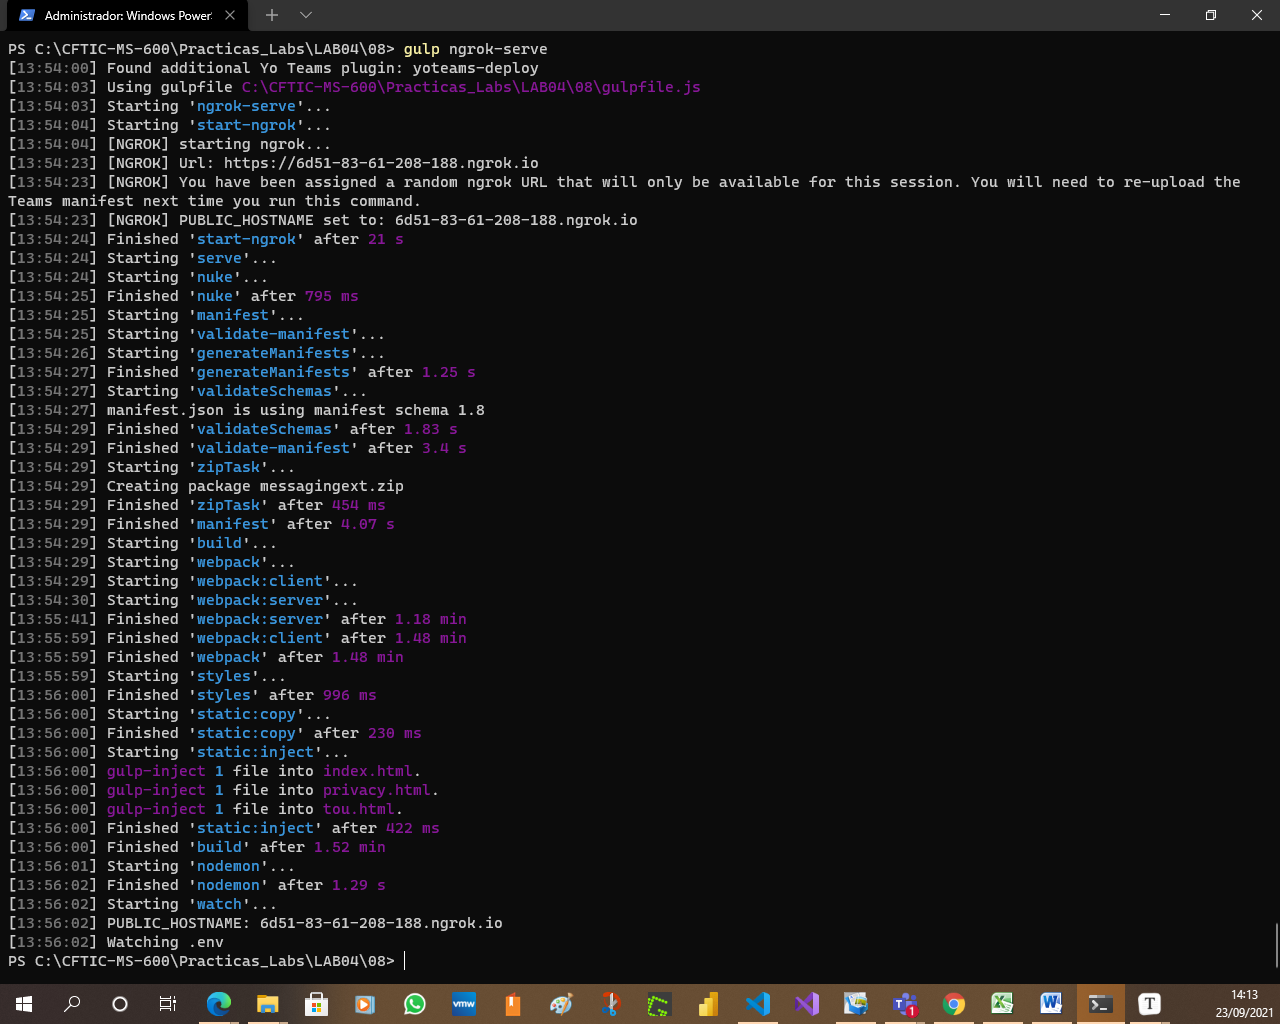 Administrador: Windows PowerS
PS C:\CFTIC-MS-600\Practicas_Labs\LAB04\08> gulp ngrok-serve
[13:54:00] Found additional Yo Teams plugin: yoteams-deploy
[13:54:03] Using gulpfile C:\CFTIC-MS-600\Practicas_Labs\LAB04\08\gulpfile.js
[13:54:03] Starting 'ngrok-serve'...
[13:54:04] Starting 'start-ngrok'...
[13:54:04] [NGROK] starting ngrok...
[13:54:23] [NGROK] Url: https://6d51-83-61-208-188.ngrok.io
[13:54:23] [NGROK] You have been assigned a random ngrok URL that will only be available for this session. You will need to re-upload the
Teams manifest next time you run this command.
[13:54:23] [NGROK] PUBLIC_HOSTNAME set to: 6d51-83-61-208-188.ngrok.io
[13:54:24] Finished 'start-ngrok' after 21 s
[13:54:24] Starting 'serve'...
[13:54:24] Starting 'nuke'...
[13:54:25] Finished 'nuke' after 795 ms
[13:54:25] Starting 'manifest'...
[13:54:25] Starting 'validate-manifest'...
[13:54:26] Starting 'generateManifests'...
[13:54:27] Finished 'generateManifests' after 1.25 s
[13:54:27] Starting 'validateSchemas'...
[13:54:27] manifest.json is using manifest schema 1.8
[13:54:29] Finished 'validateSchemas' after 1.83 s
[13:54:29] Finished 'validate-manifest' after 3.4 s
[13:54:29] Starting 'zipTask'...
[13:54:29] Creating package messagingext.zip
[13:54:29] Finished 'zipTask' after 454 ms
[13:54:29] Finished 'manifest' after 4.07 s
[13:54:29] Starting 'build'...
[13:54:29] Starting 'webpack'...
[13:54:29] Starting 'webpack:client'...
[13:54:30] Starting 'webpack:server'...
[13:55:41] Finished 'webpack:server' after 1.18 min
[13:55:59] Finished 'webpack:client' after 1.48 min
[13:55:59] Finished 'webpack' after 1.48 min
[13:55:59] Starting 'styles'...
[13:56:00] Finished 'styles' after 996 ms
[13:56:00] Starting 'static:copy'...
[13:56:00] Finished 'static:copy' after 230 ms
[13:56:00] Starting 'static:inject'...
[13:56:00] gulp-inject 1 file into index.html.
[13:56:00] gulp-inject 1 file into privacy.html.
[13:56:00] gulp-inject 1 file into tou.html.
[13:56:00] Finished 'static:inject' after 422 ms
[13:56:00] Finished 'build' after 1.52 min
[13:56:01] Starting 'nodemon'...
[13:56:02] Finished 'nodemon' after 1.29 s
[13:56:02] Starting 'watch'...
[13:56:02] PUBLIC_HOSTNAME: 6d51-83-61-208-188.ngrok.io
[13:56:02] Watching .env
PS C:\CFTIC-MS-600\Practicas_Labs\LAB04\08>
vmw
1
T
14:13
23/09/2021